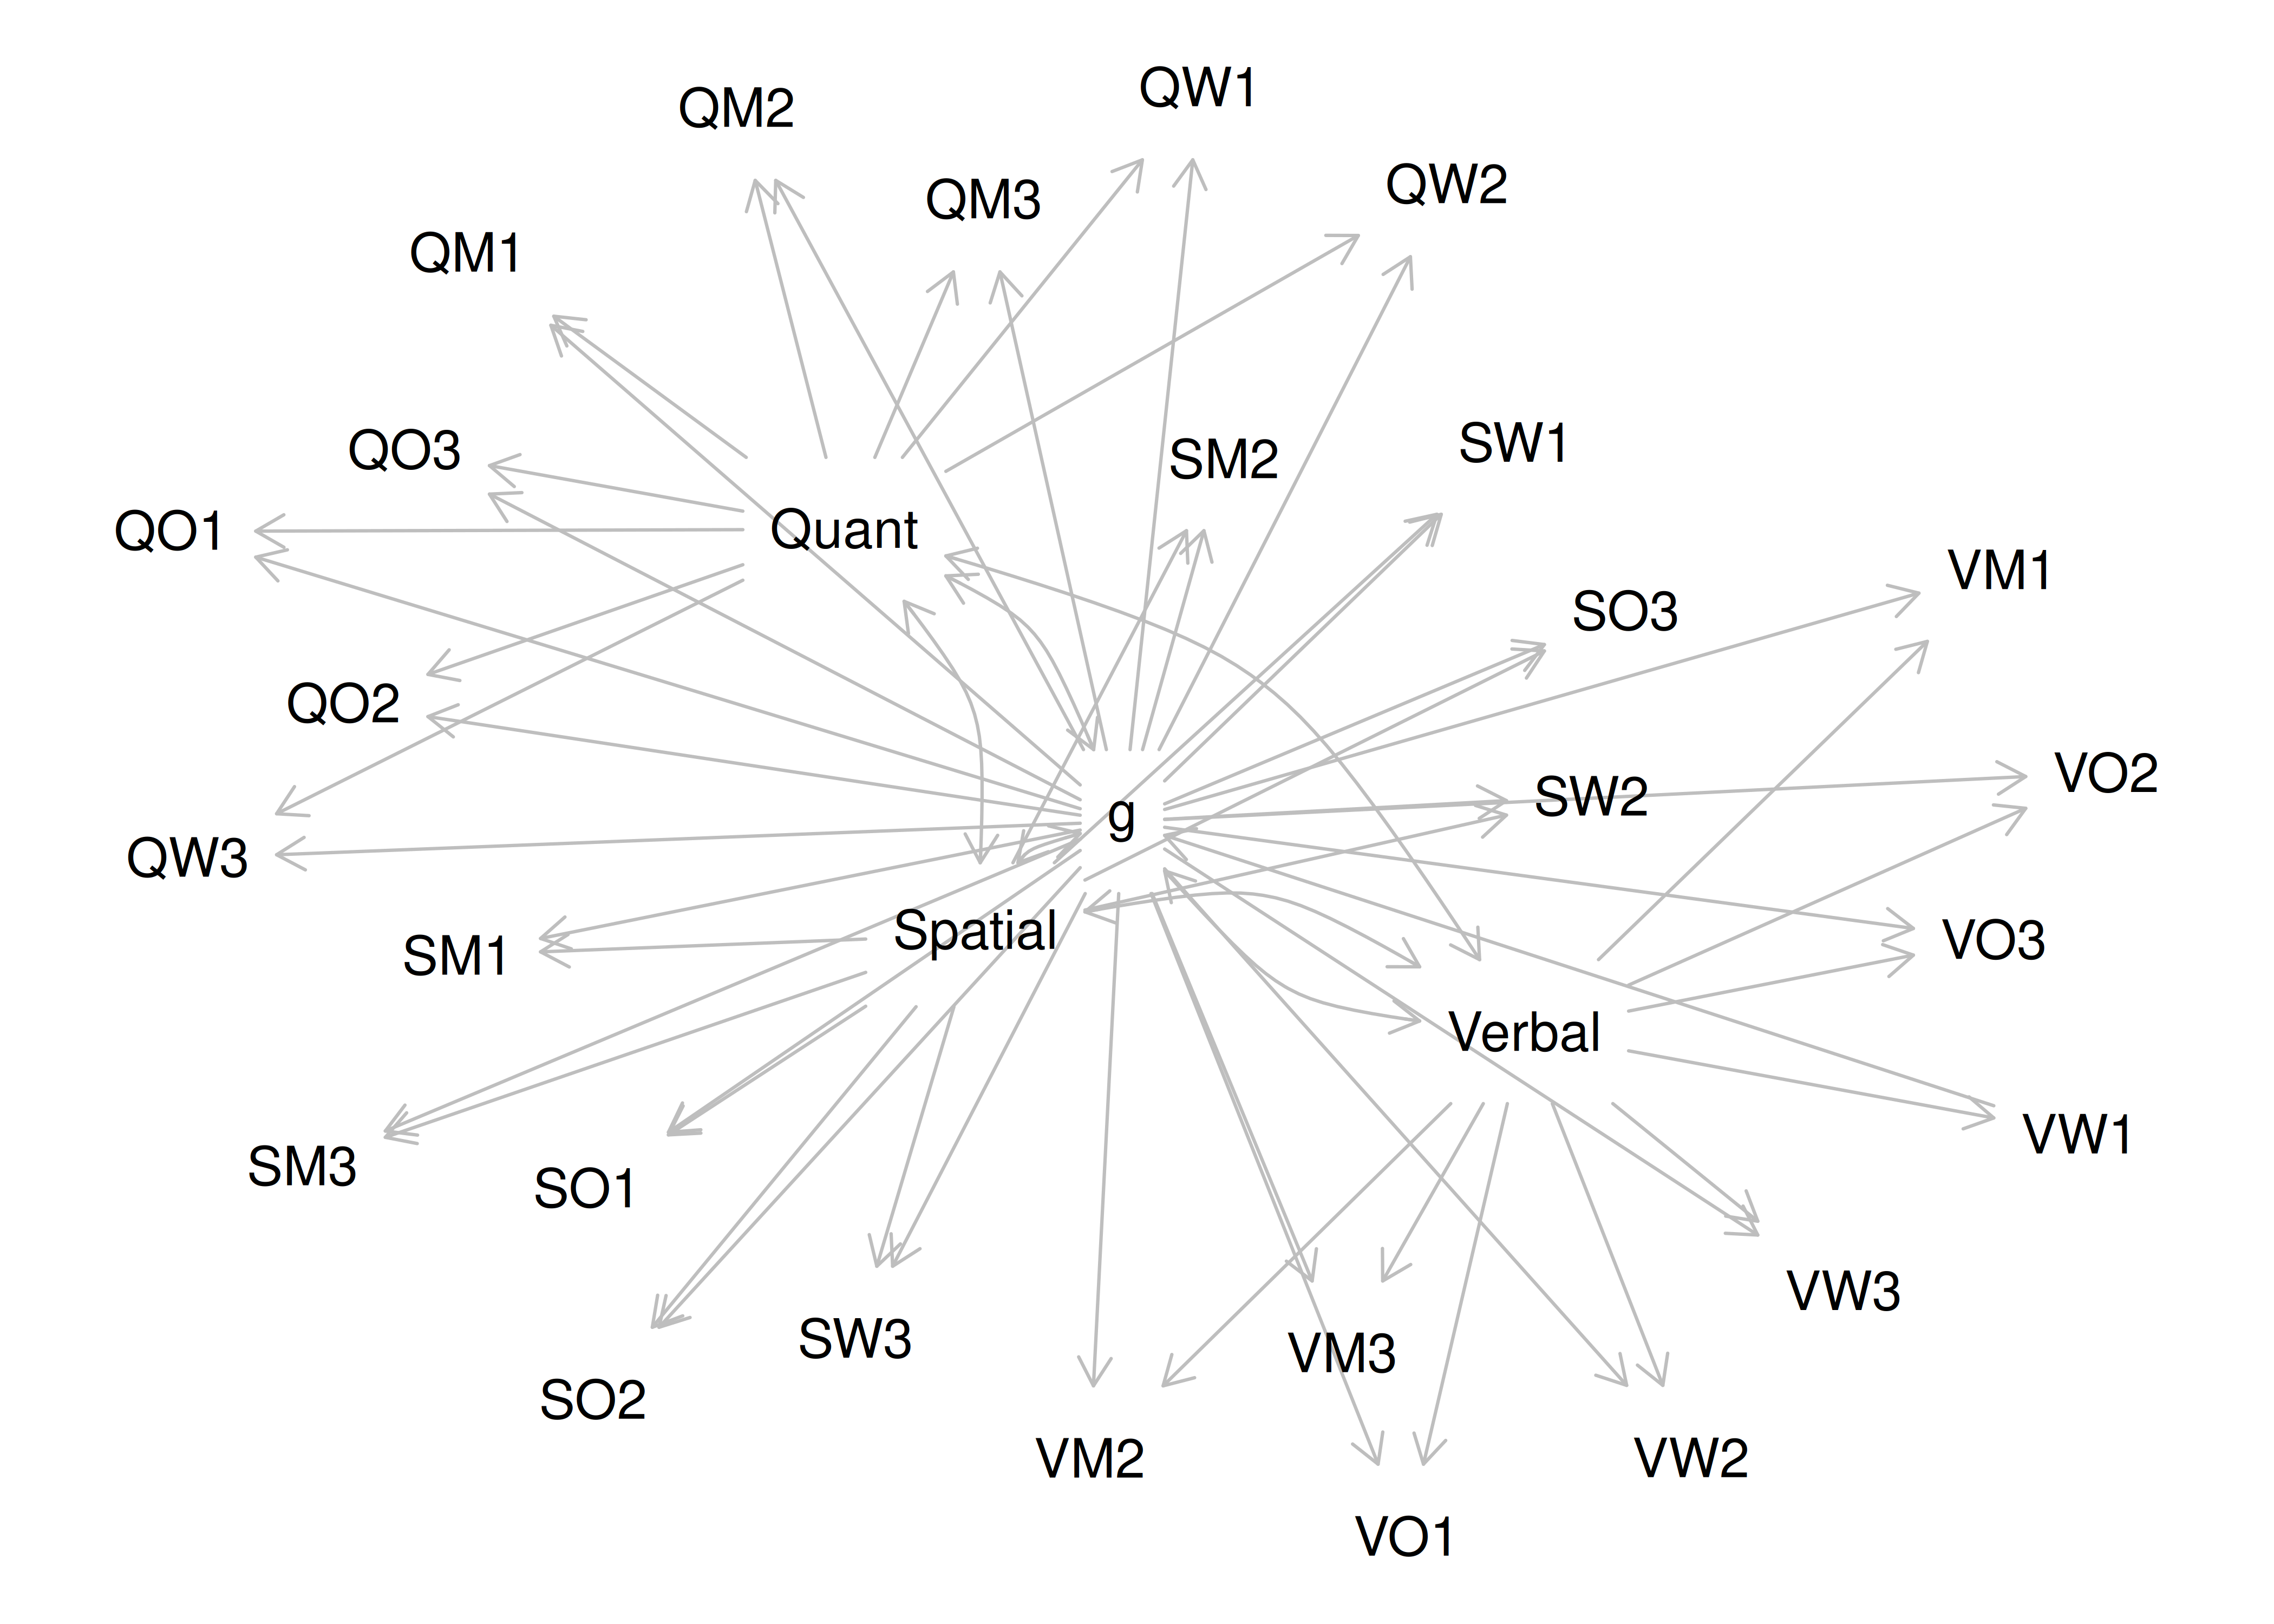 QW1
QM2
QW2
QM3
QM1
SW1
QO3
SM2
Quant
QO1
VM1
SO3
QO2
VO2
SW2
g
QW3
Spatial
VO3
SM1
Verbal
VW1
SM3
SO1
VW3
SW3
VM3
SO2
VM2
VW2
VO1